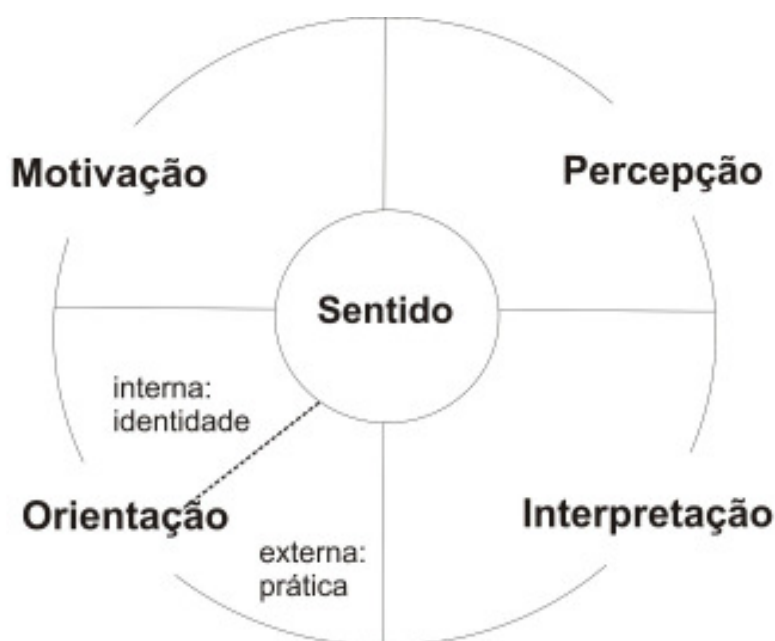 Motivação
Percepção
Sentido
interna:
identidade
Orientação
Interpretação
externa:
prática